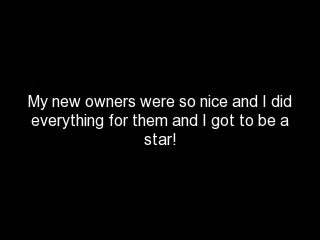 My new owners were so nice and I did
everything for them and I got to be a
star!